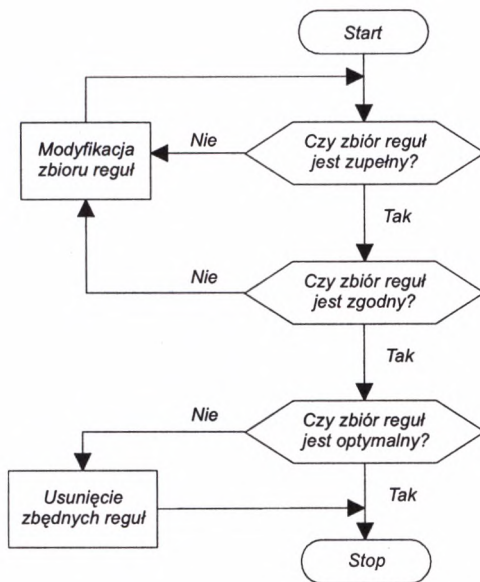 Start
Modyfikacja
zbioru reguł
Nie
Czy zbiór reguł
jest zupełny?
Tak
Nie
Czy zbiór reguł
jest zgodny?
Tak
Nie
Czy zbiór reguł
jest optymalny?
Usunięcie
zbędnych reguł
Tak
Stop